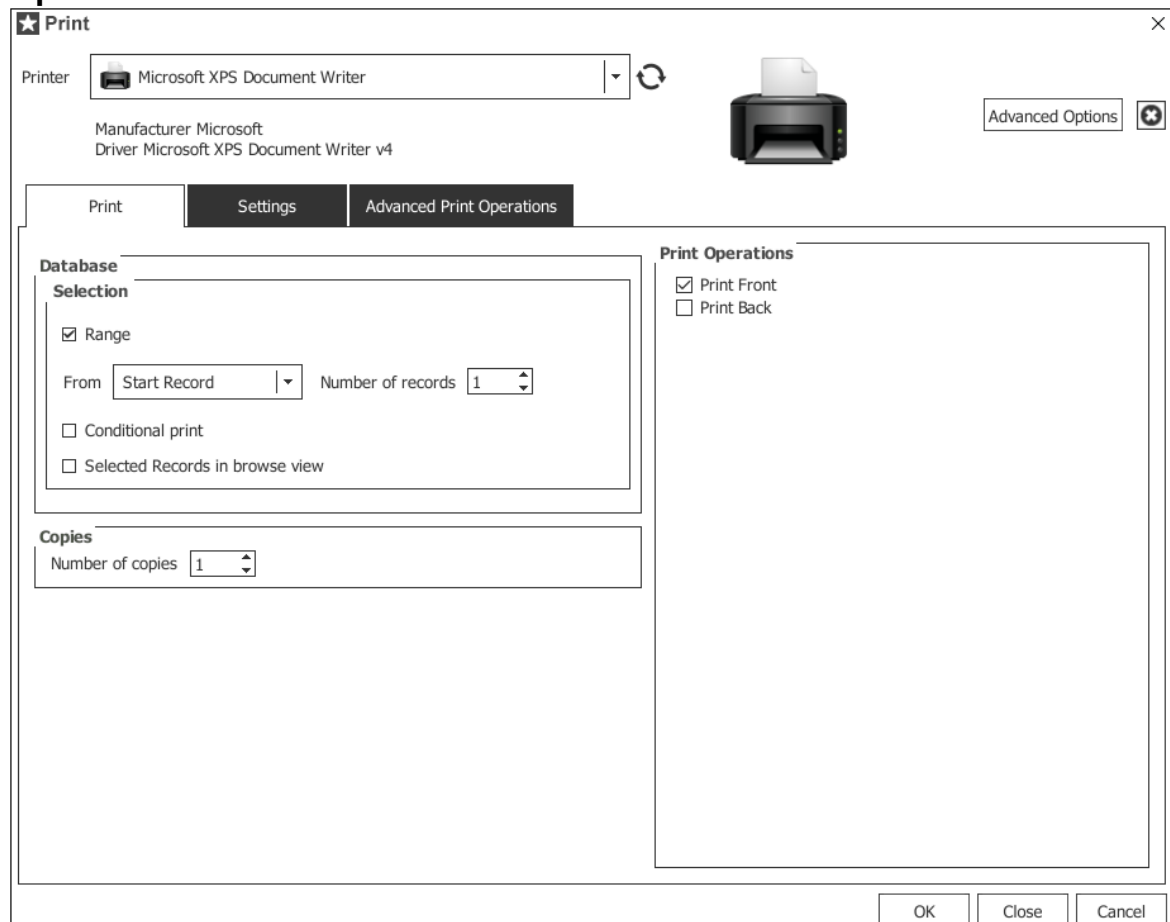 Print
Printer Microsoft XPS Document Writer
Advanced Options
Manufacturer Microsoft
Driver Microsoft XPS Document Writer v4
Print Settings Advanced Print Operations
Database
Selection
Range
From Start Record Number of records 1
Conditional print
Selected Records in browse view
Copies
Number of copies 1
Print Operations
Print Front
Print Back
OK Close Cancel